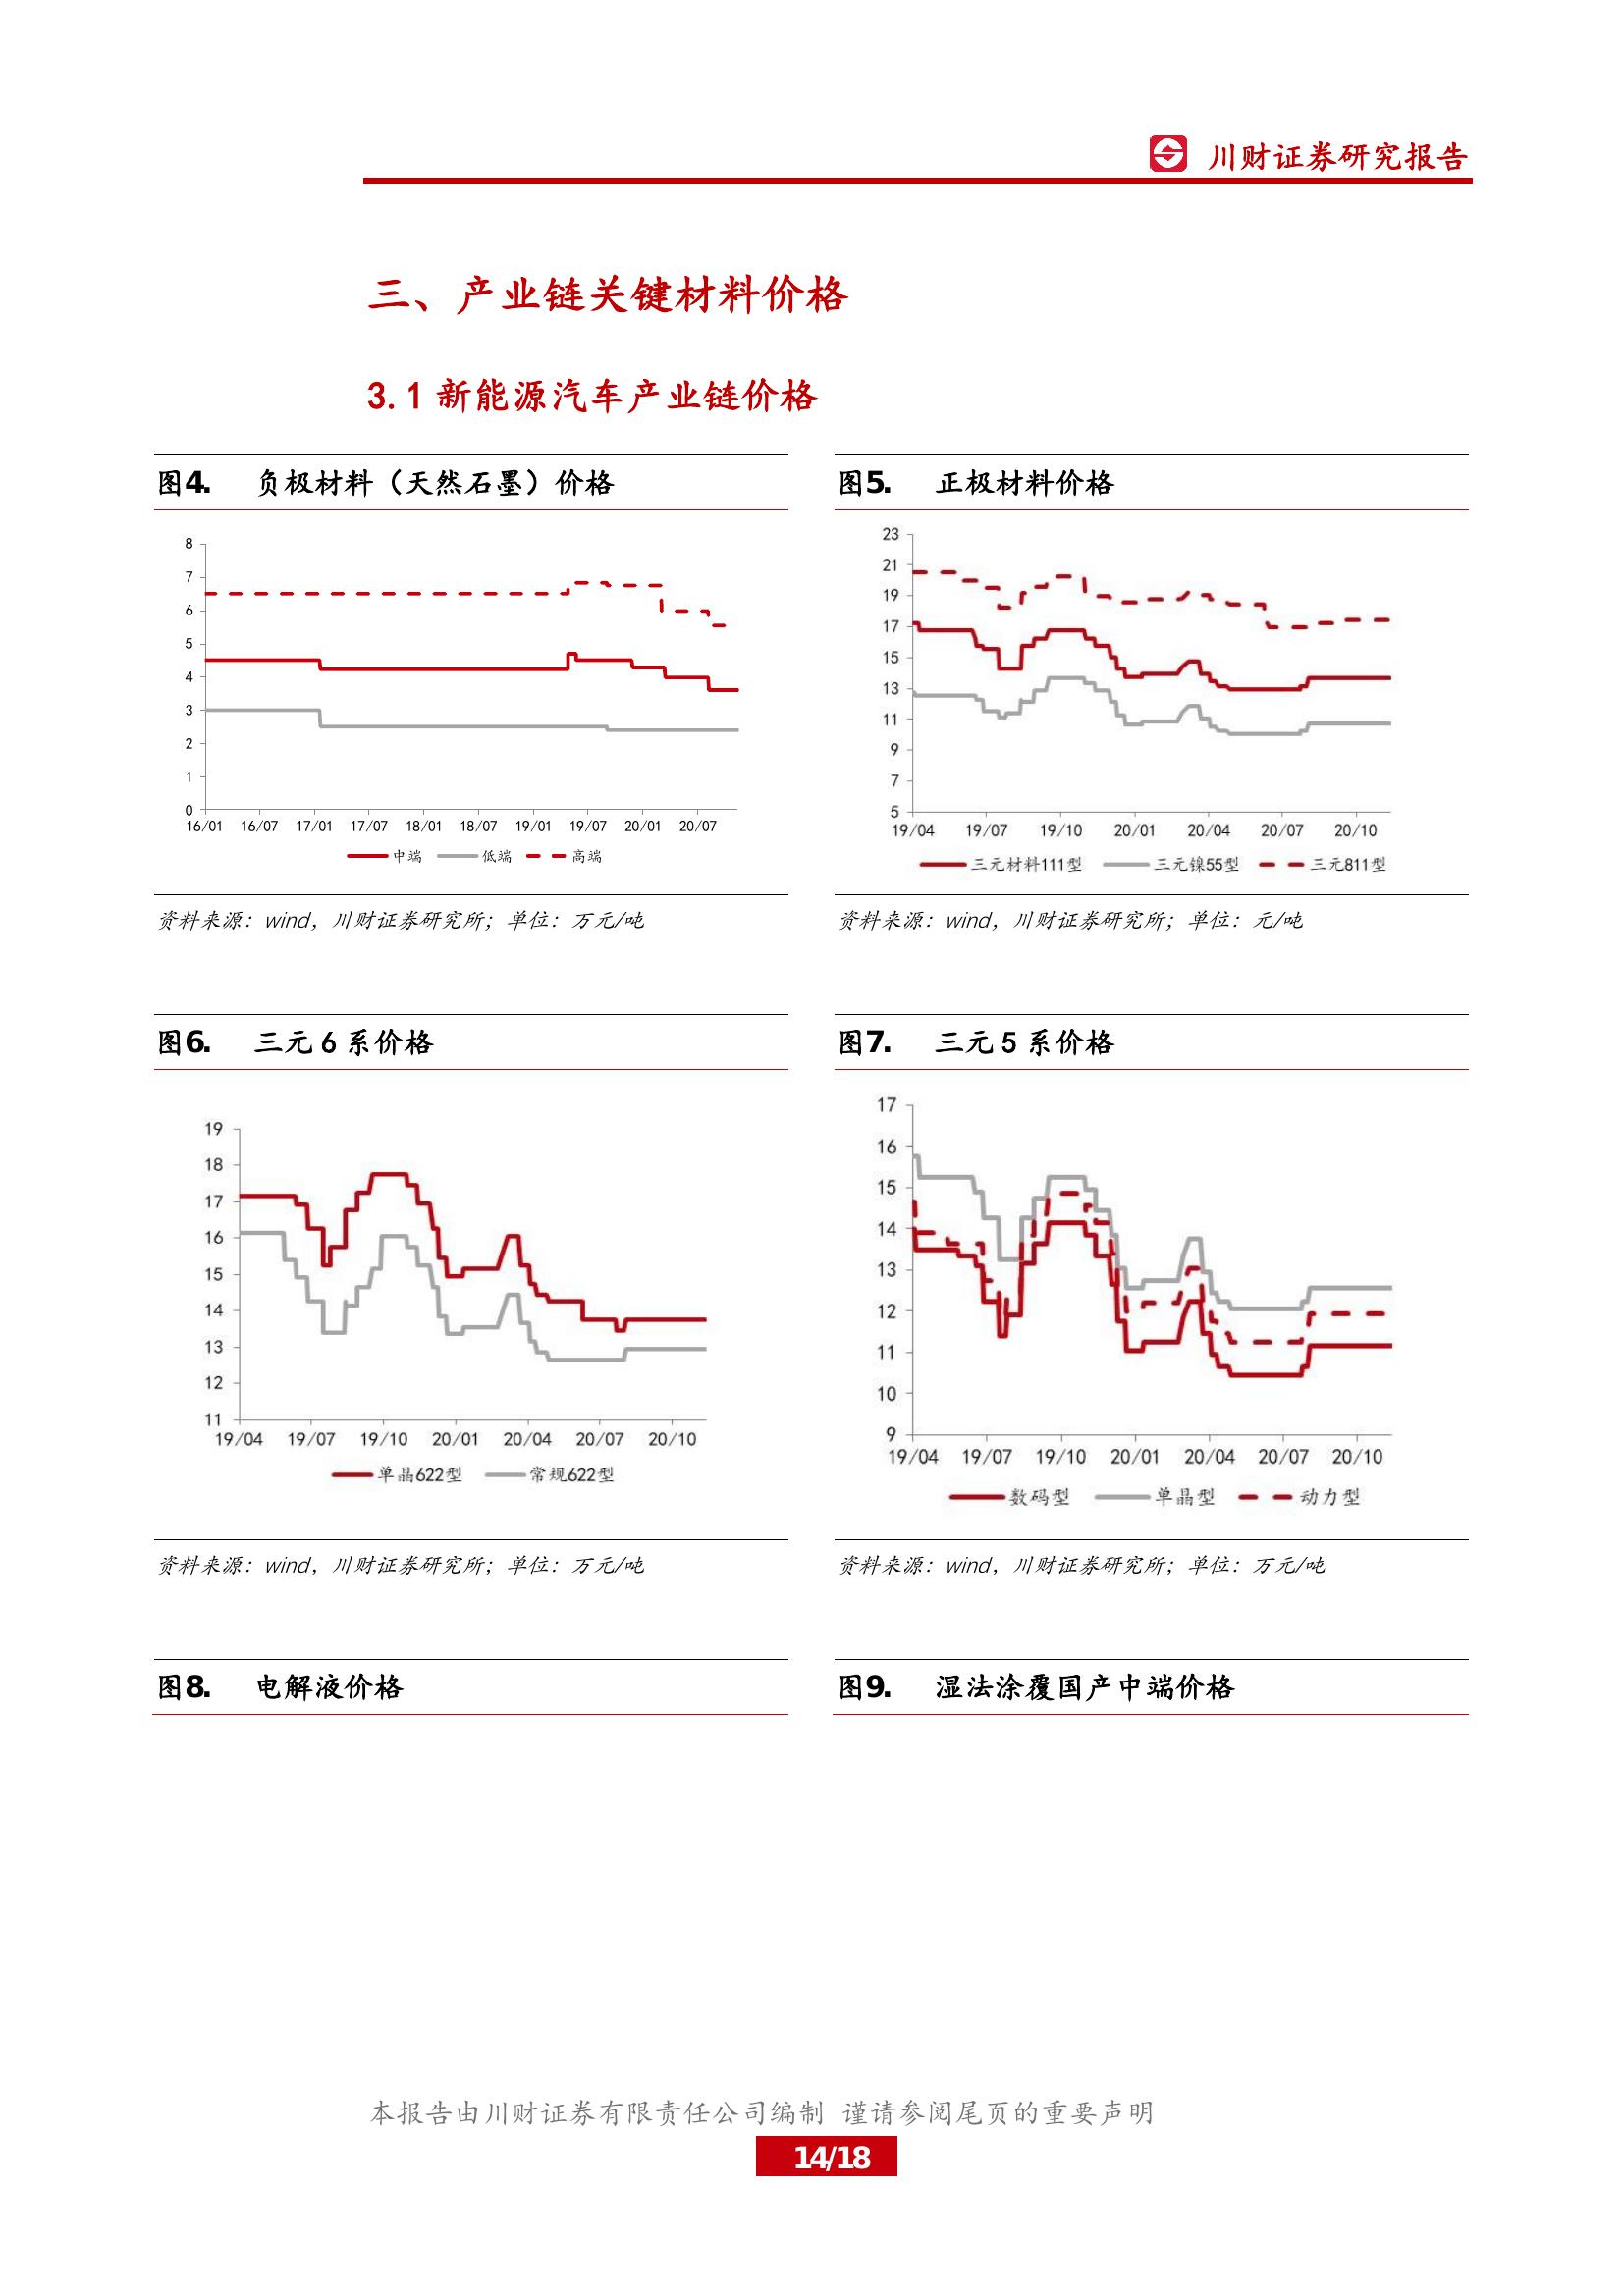 川财证券研究报告
三、产业链关键材料价格
3.1 新能源汽车产业链价格
图4. 负极材料（天然石墨）价格
8
7
6
5
4
3
2
1
0
16/01 16/07 17/01 17/07 18/01 18/07 19/01 19/07 20/01 20/07
中端 低端 高端
资料来源：wind，川财证券研究所；单位：万元/吨
图5. 正极材料价格
23
21
19
17
15
13
11
9
7
5
19/04 19/07 19/10 20/01 20/04 20/07 20/10
三元材料111型 三元镍55型 三元811型
资料来源：wind，川财证券研究所；单位：元/吨
图6. 三元 6 系价格
19
18
17
16
15
14
13
12
11
19/04 19/07 19/10 20/01 20/04 20/07 20/10
单晶622型 常规622型
资料来源：wind，川财证券研究所；单位：万元/吨
图7. 三元 5 系价格
17
16
15
14
13
12
11
10
9
19/04 19/07 19/10 20/01 20/04 20/07 20/10
数码型 单晶型 动力型
资料来源：wind，川财证券研究所；单位：万元/吨
图8. 电解液价格
图9. 湿法涂覆国产中端价格
本报告由川财证券有限责任公司编制 谨请参阅尾页的重要声明
14/18